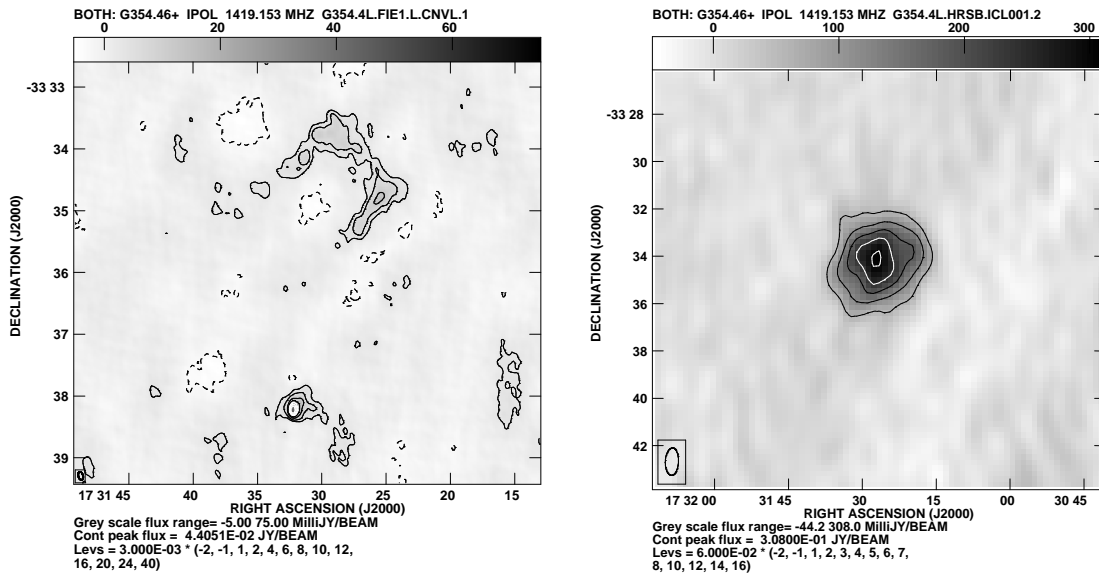 BOTH: G354.46+ IPOL 1419.153 MHZ G354.4L.FIE1.L.CNVL.1
0 20 40 60
DECLINATION (J2000)
-33 33
34
35
36
37
38
39
17 31 45 40 35 30 25 20 15
RIGHT ASCENSION (J2000)
Grey scale flux range= -5.00 75.00 MilliJY/BEAM
Cont peak flux = 4.4051E-02 JY/BEAM
Levs = 3.000E-03 * (-2, -1, 1, 2, 4, 6, 8, 10, 12,
16, 20, 24, 40)
BOTH: G354.46+ IPOL 1419.153 MHZ G354.4L.HRSB.ICL001.2
0 100 200 300
DECLINATION (J2000)
-33 28
30
32
34
36
38
40
42
17 32 00 31 45 30 15 00 30 45
RIGHT ASCENSION (J2000)
Grey scale flux range= -44.2 308.0 MilliJY/BEAM
Cont peak flux = 3.0800E-01 JY/BEAM
Levs = 6.000E-02 * (-2, -1, 1, 2, 3, 4, 5, 6, 7,
8, 10, 12, 14, 16)